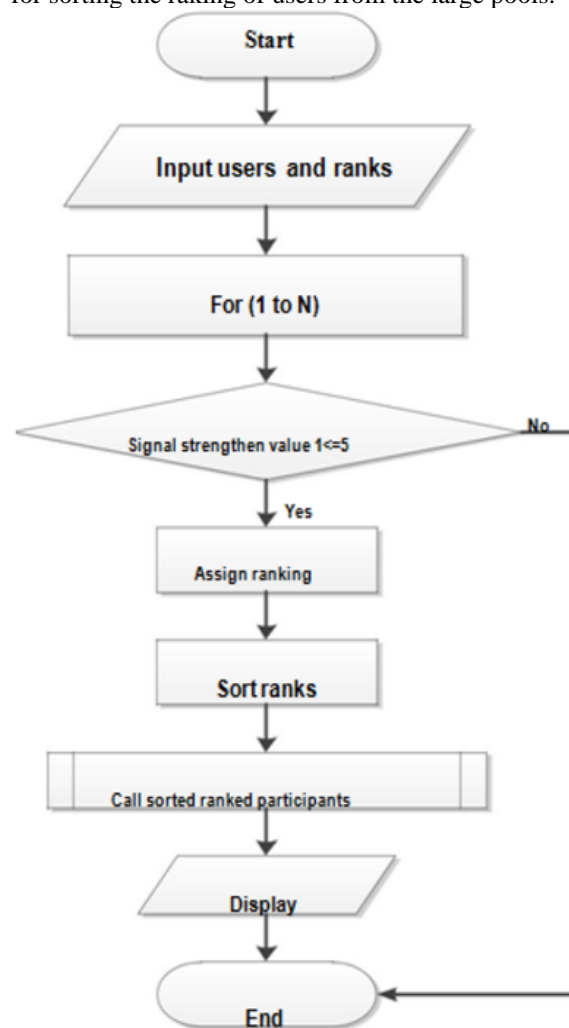 for sorting the raking of users from the large pools.
Start
Input users and ranks
For (1 to N)
Signal strengthen value 1<=5
No
Yes
Assign ranking
Sort ranks
Call sorted ranked participants
Display
End